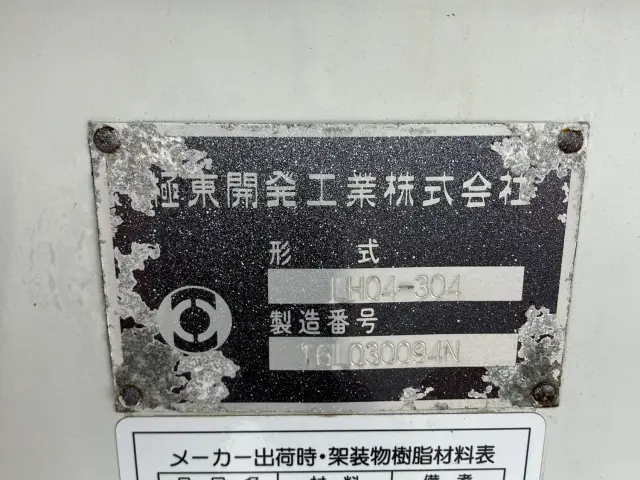 極東開発工業株式会社
形 式
LH04-304
製造番号
16L030094N
メーカー出荷時・架装物樹脂材料表